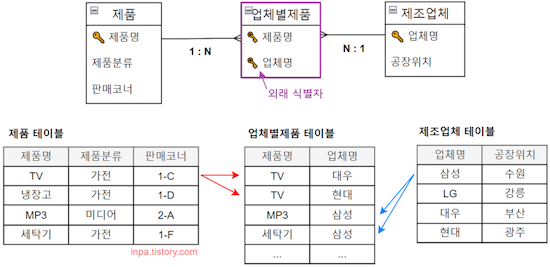 제품
제품명
제품분류
판매코너
1 : N
업체별제품
제품명
업체명
외래 식별자
N : 1
제조업체
업체명
공장위치
제품 테이블
제품명 제품분류 판매코너
TV 가전 1-C
냉장고 가전 1-D
MP3 미디어 2-A
세탁기 가전 1-F
inpa.tistory.com
업체별제품 테이블
제품명 업체명
TV 대우
TV 현대
MP3 삼성
세탁기 삼성
... ...
제조업체 테이블
업체명 공장위치
삼성 수원
LG 강릉
대우 부산
현대 광주